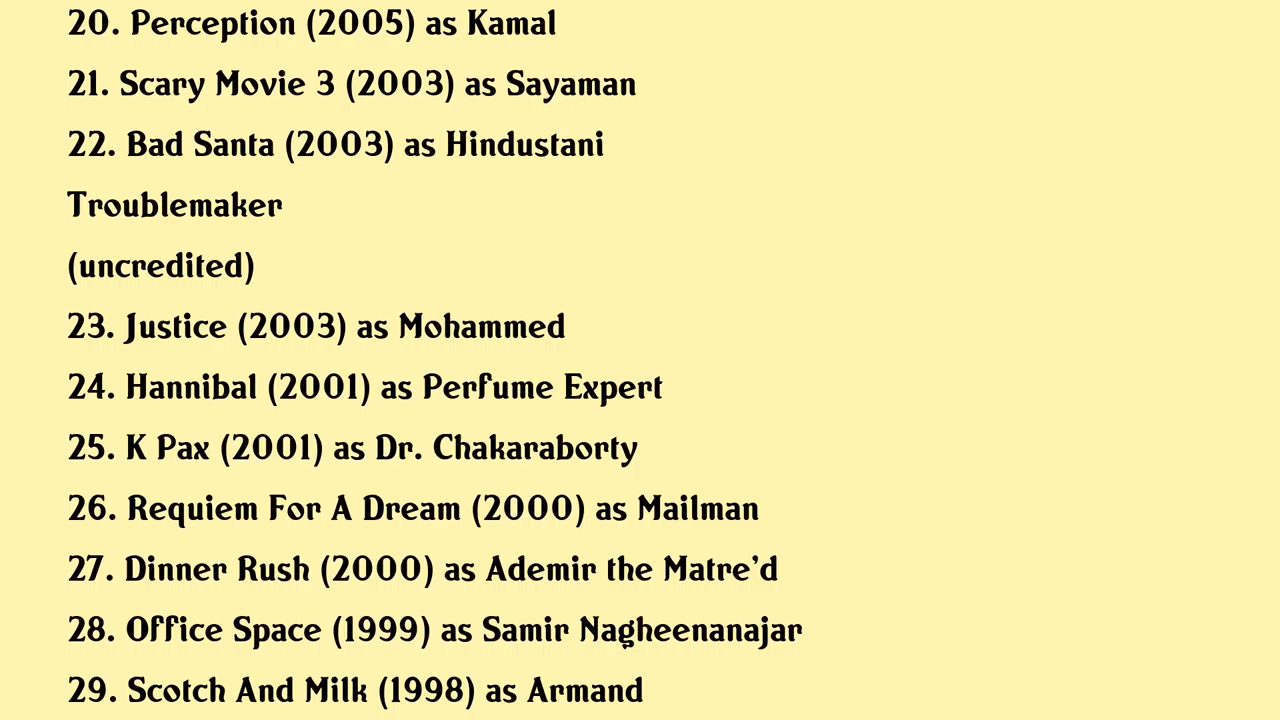 20. Perception (2005) as Kamal
21. Scary Movie 3 (2003) as Sayaman
22. Bad Santa (2003) as Hindustani
Troublemaker
(uncredited)
23. Justice (2003) as Mohammed
24. Hannibal (2001) as Perfume Expert
25. K Pax (2001) as Dr. Chakaraborty
26. Requiem For A Dream (2000) as Mailman
27. Dinner Rush (2000) as Ademir the Matre’d
28. Office Space (1999) as Samir Nagheenanajar
29. Scotch And Milk (1998) as Armand